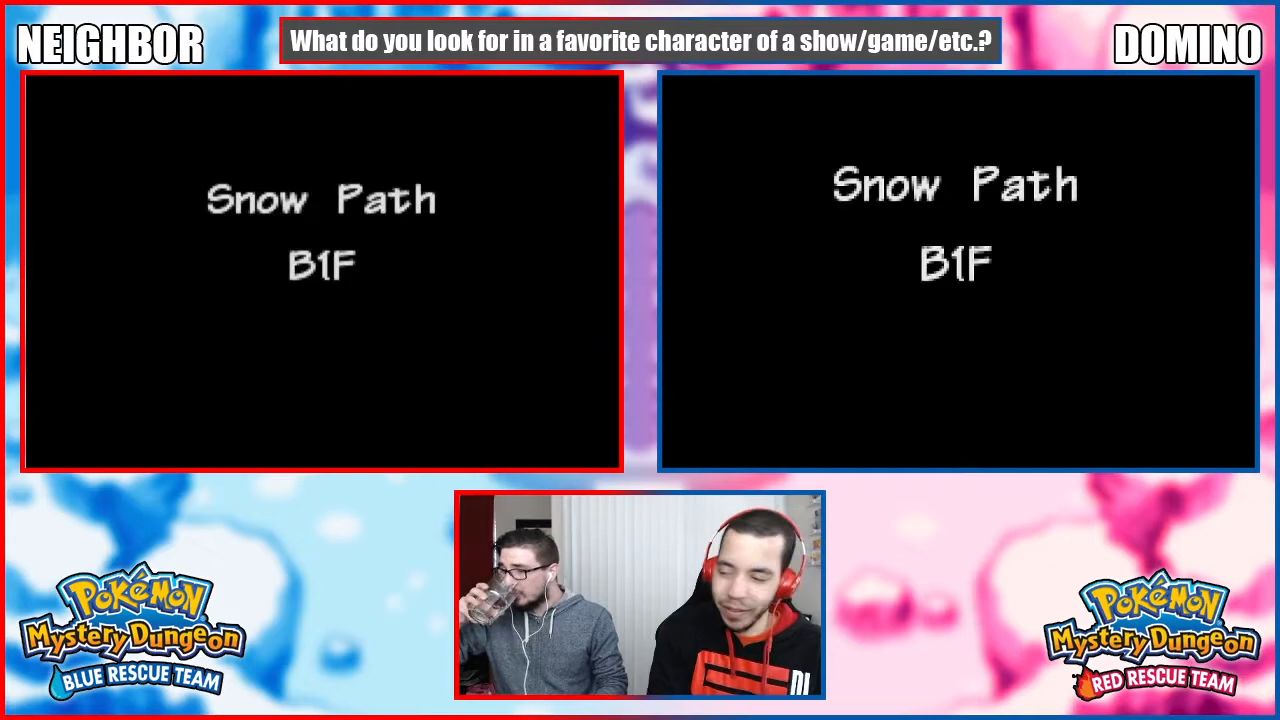 NEIGHBOR
What do you look for in a favorite character of a show/game/etc.?
DOMINO
Snow Path
B1F
Snow Path
B1F
POKéMON
Mystery Dungeon
BLUE RESCUE TEAM
POKéMON
Mystery Dungeon
RED RESCUE TEAM